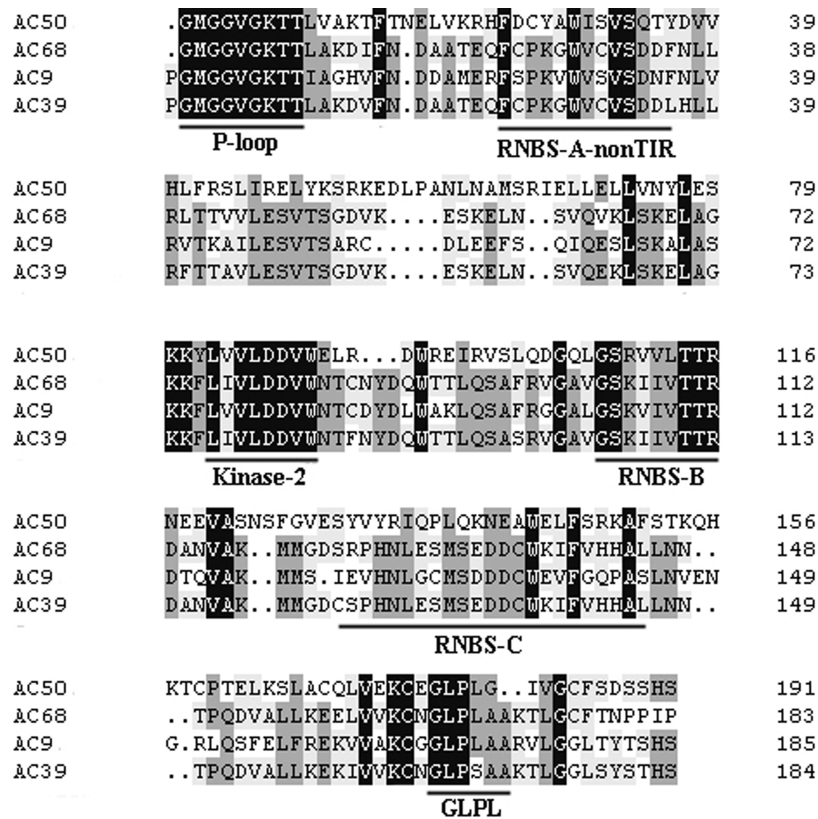 AC50 .GMGGVGKTTLVAKTFTNELVKRHFDCYAWISVSQTYDVV 39
AC68 .GMGGVGKTTLAKDIFN.DAATEQFCPKGWVCVSDDFNLL 38
AC9 PGMGGVGKTTIAGHVFN.DDAMERFSPKVWVSVSDNFNLV 39
AC39 PGMGGVGKTTLAKDVFN.DAATEQFCPKGWVCVSDDLHLL 39
P-loop RNBS-A-nonTIR
AC50 HLFRSLIRELYKSRKEDLPANLNAMSRIELLELLVNYLES 79
AC68 RLTTVVLESVTSGDVK....ESKELN..SVQVKLSKELAG 72
AC9 RVTKAILESVTSARC.....DLEEFS..QIQESLSKALAS 72
AC39 RFTTAVLESVTSGDVK....ESKELN..SVQEKLSKELAG 73
AC50 KKYLVVLDDVWELR...DWREIRVSLQDGQLGSRVVLTTR 116
AC68 KKFLIVLDDVWNTCNYDQWTTLQSAFRVGAVGSKIIVTTR 112
AC9 KKFLVVLDDVWNTCDYDLWAKLQSAFRGGALGSKVIVTTR 112
AC39 KKFLIVLDDVWNTFNYDQWTTLQSASRVGAVGSKIIVTTR 113
Kinase-2 RNBS-B
AC50 NEEVASNSFGVESYVYRIQPLQKNEAWELFSRKAFSTKQH 156
AC68 DANVAK..MMGDSRPHNLESMSEDDCWKIFVHHALLNN.. 148
AC9 DTQVAK..MMS.IEVHNLGCMSDDDCWEVFGQPASLNVEN 149
AC39 DANVAK..MMGDCSPHNLESMSEDDCWKIFVHHALLNN.. 149
RNBS-C
AC50 KTCPTELKSLACQLVEKCEGLPLG..IVGCFSDSSHS 191
AC68 ..TPQDVALLKEELVVKCNGLPLAAKTLGCFTNPPIP 183
AC9 G.RLQSFELFREKVVAKCGGLPLAARVLGGLTYTSHS 185
AC39 ..TPQDVALLKEKIVVKCNGLPSAAKTLGGLSYSTHS 184
GLPL